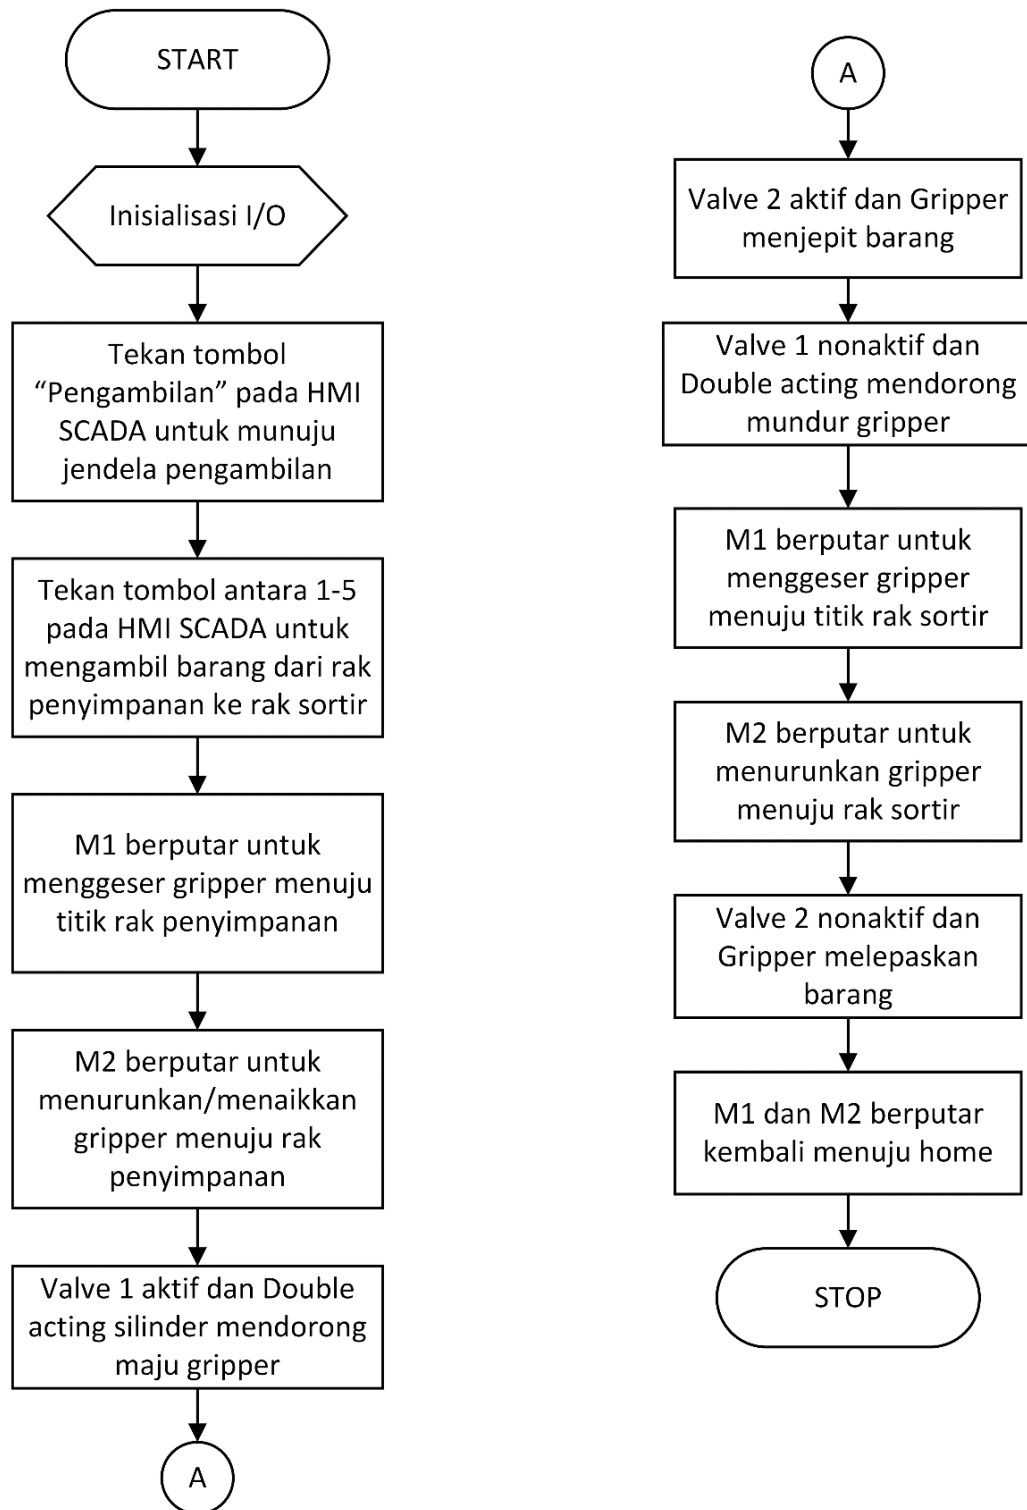 START
Inisialisasi I/O
Tekan tombol
“Pengambilan” pada HMI
SCADA untuk munuju
jendela pengambilan
Tekan tombol antara 1-5
pada HMI SCADA untuk
mengambil barang dari rak
penyimpanan ke rak sortir
M1 berputar untuk
menggeser gripper menuju
titik rak penyimpanan
M2 berputar untuk
menurunkan/menaikkan
gripper menuju rak
penyimpanan
Valve 1 aktif dan Double
acting silinder mendorong
maju gripper
A
A
Valve 2 aktif dan Gripper
menjepit barang
Valve 1 nonaktif dan
Double acting mendorong
mundur gripper
M1 berputar untuk
menggeser gripper
menuju titik rak sortir
M2 berputar untuk
menurunkan gripper
menuju rak sortir
Valve 2 nonaktif dan
Gripper melepaskan
barang
M1 dan M2 berputar
kembali menuju home
STOP